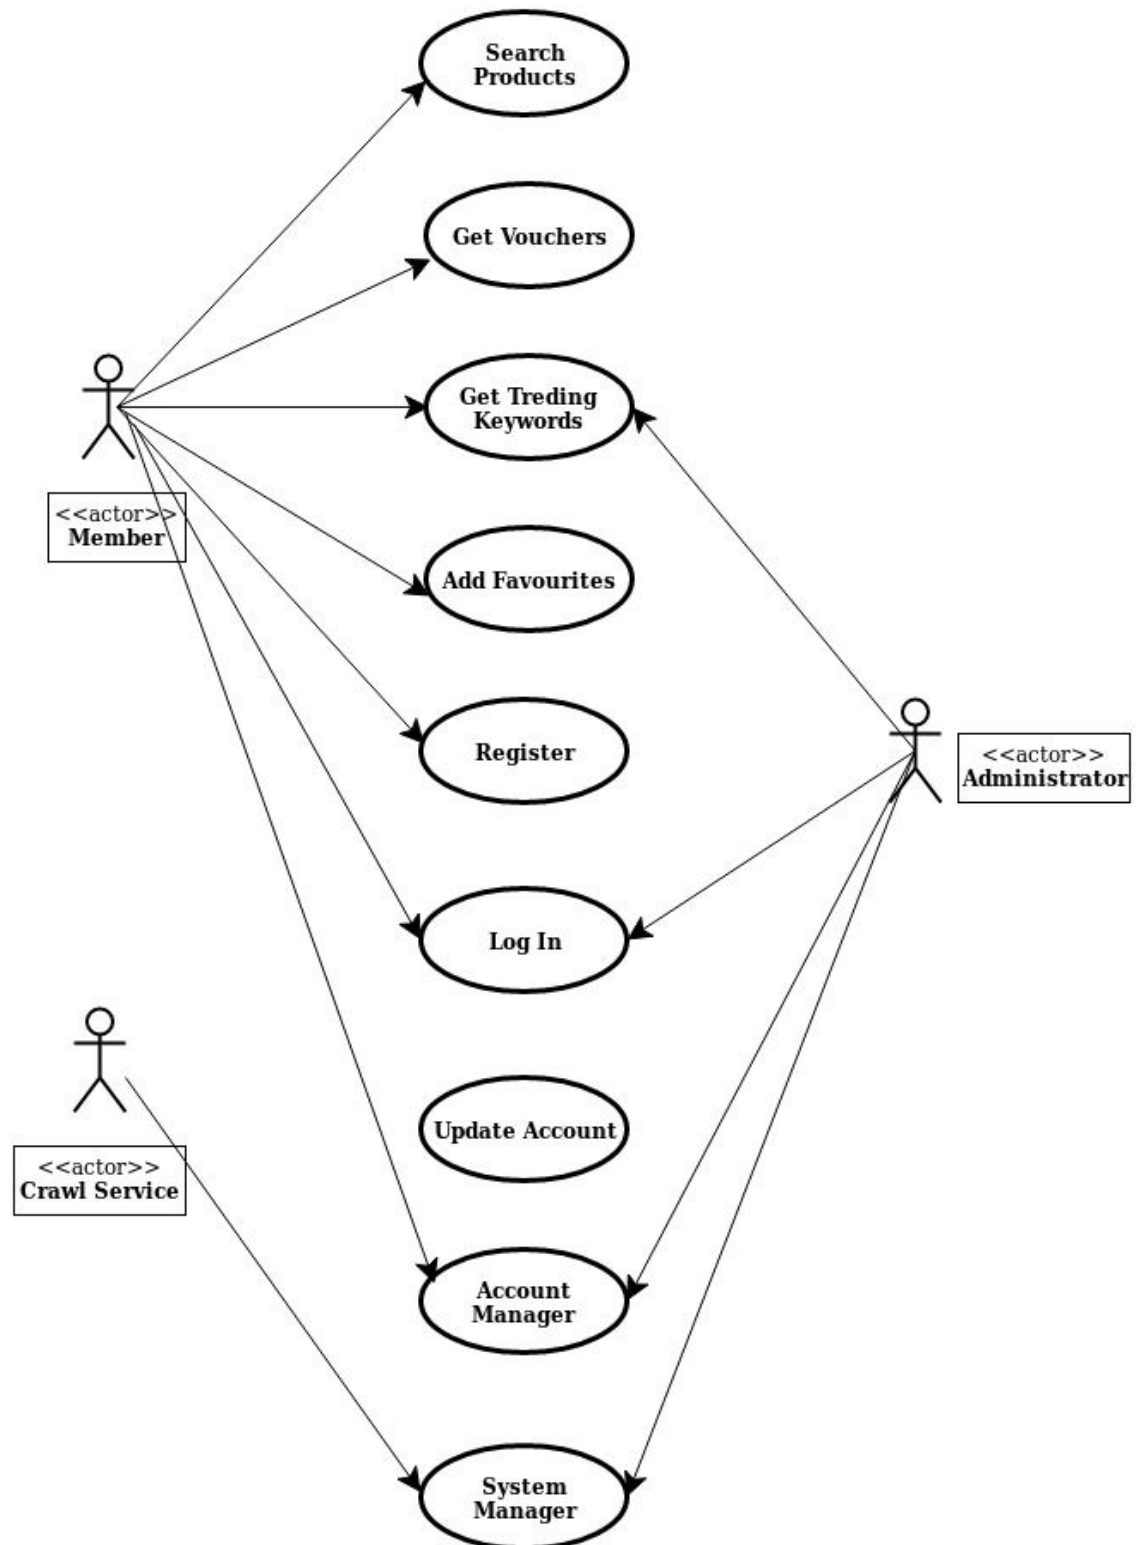 Search
Products
Get Vouchers
Get Treding
Keywords
<<actor>>
Member
Add Favourites
Register
<<actor>>
Administrator
Log In
Update Account
<<actor>>
Crawl Service
Account
Manager
System
Manager